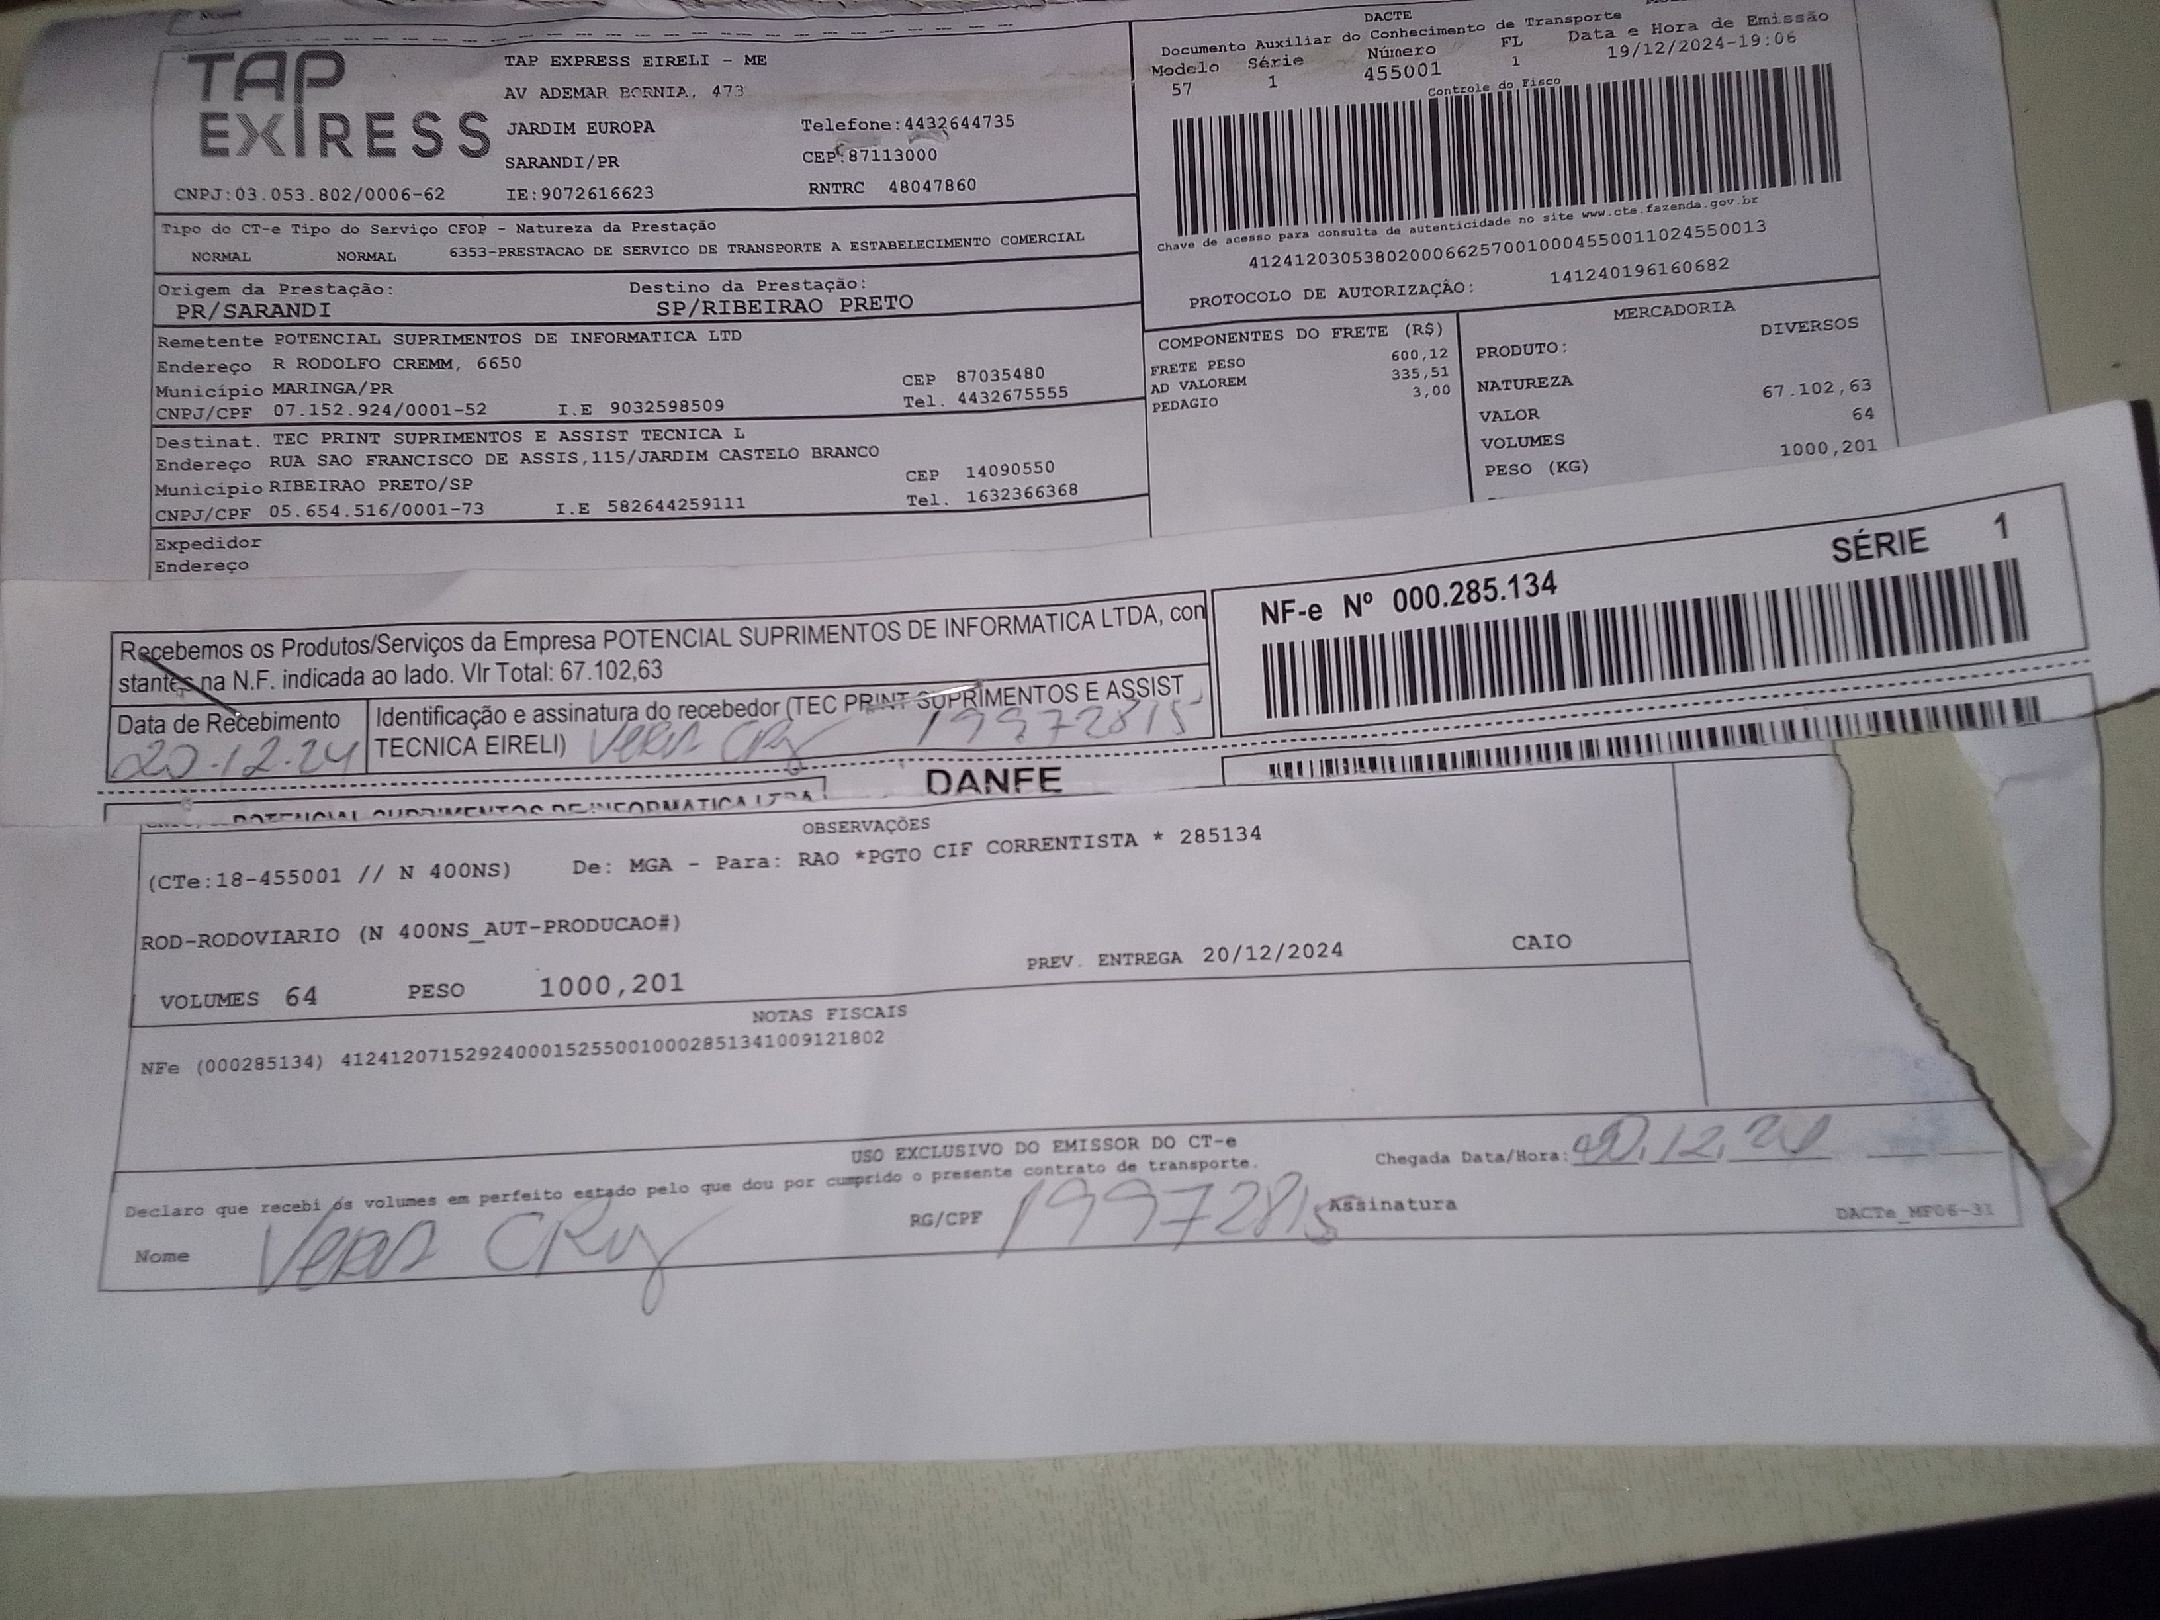 TAP EXPRESS
TAP EXPRESS EIRELI - ME
AV ADEMAR BORNIA, 473
JARDIM EUROPA Telefone:4432644735
SARANDI/PR CEP:87113000
CNPJ:03.053.802/0006-62 IE:9072616623 RNTRC 48047860
DACTE
Documento Auxiliar do Conhecimento de Transporte
Modelo Série Número FL Data e Hora de Emissão
57 1 455001 1 19/12/2024-19:06
Controle do Fisco
Chave de acesso para consulta de autenticidade no site www.cte.fazenda.gov.br
41241203053802000662570010004550011024550013
PROTOCOLO DE AUTORIZAÇÃO: 141240196160682
Tipo do CT-e Tipo do Serviço CFOP - Natureza da Prestação
NORMAL NORMAL 6353-PRESTACAO DE SERVICO DE TRANSPORTE A ESTABELECIMENTO COMERCIAL
Origem da Prestação: Destino da Prestação:
PR/SARANDI SP/RIBEIRAO PRETO
Remetente POTENCIAL SUPRIMENTOS DE INFORMATICA LTD
Endereço R RODOLFO CREMM, 6650
Município MARINGA/PR CEP 87035480
CNPJ/CPF 07.152.924/0001-52 I.E 9032598509 Tel. 4432675555
Destinat. TEC PRINT SUPRIMENTOS E ASSIST TECNICA L
Endereço RUA SAO FRANCISCO DE ASSIS,115/JARDIM CASTELO BRANCO
Município RIBEIRAO PRETO/SP CEP 14090550
CNPJ/CPF 05.654.516/0001-73 I.E 582644259111 Tel. 1632366368
Expedidor
Endereço
COMPONENTES DO FRETE (R$)
FRETE PESO 600,12
AD VALOREM 335,51
PEDAGIO 3,00
MERCADORIA
PRODUTO: DIVERSOS
NATUREZA
VALOR 67.102,63
VOLUMES 64
PESO (KG) 1000,201
Recebemos os Produtos/Serviços da Empresa POTENCIAL SUPRIMENTOS DE INFORMATICA LTDA, con
stantes na N.F. indicada ao lado. Vlr Total: 67.102,63
Data de Recebimento
20.12.24
Identificação e assinatura do recebedor (TEC PRINT SUPRIMENTOS E ASSIST
TECNICA EIRELI) 19972815
NF-e Nº 000.285.134 SÉRIE 1
DANFE
POTENCIAL SUPRIMENTOS DE INFORMATICA LTDA
OBSERVAÇÕES
(CTe:18-455001 // N 400NS) De: MGA - Para: RAO *PGTO CIF CORRENTISTA * 285134
ROD-RODOVIARIO (N 400NS_AUT-PRODUCAO#)
PREV. ENTREGA 20/12/2024 CAIO
VOLUMES 64 PESO 1000,201
NOTAS FISCAIS
NFe (000285134) 41241207152924000152550010002851341009121802
USO EXCLUSIVO DO EMISSOR DO CT-e
Declaro que recebi os volumes em perfeito estado pelo que dou por cumprido o presente contrato de transporte.
Chegada Data/Hora: 20.12.24
Nome RG/CPF 19972815 Assinatura
DACTe_MF06-31